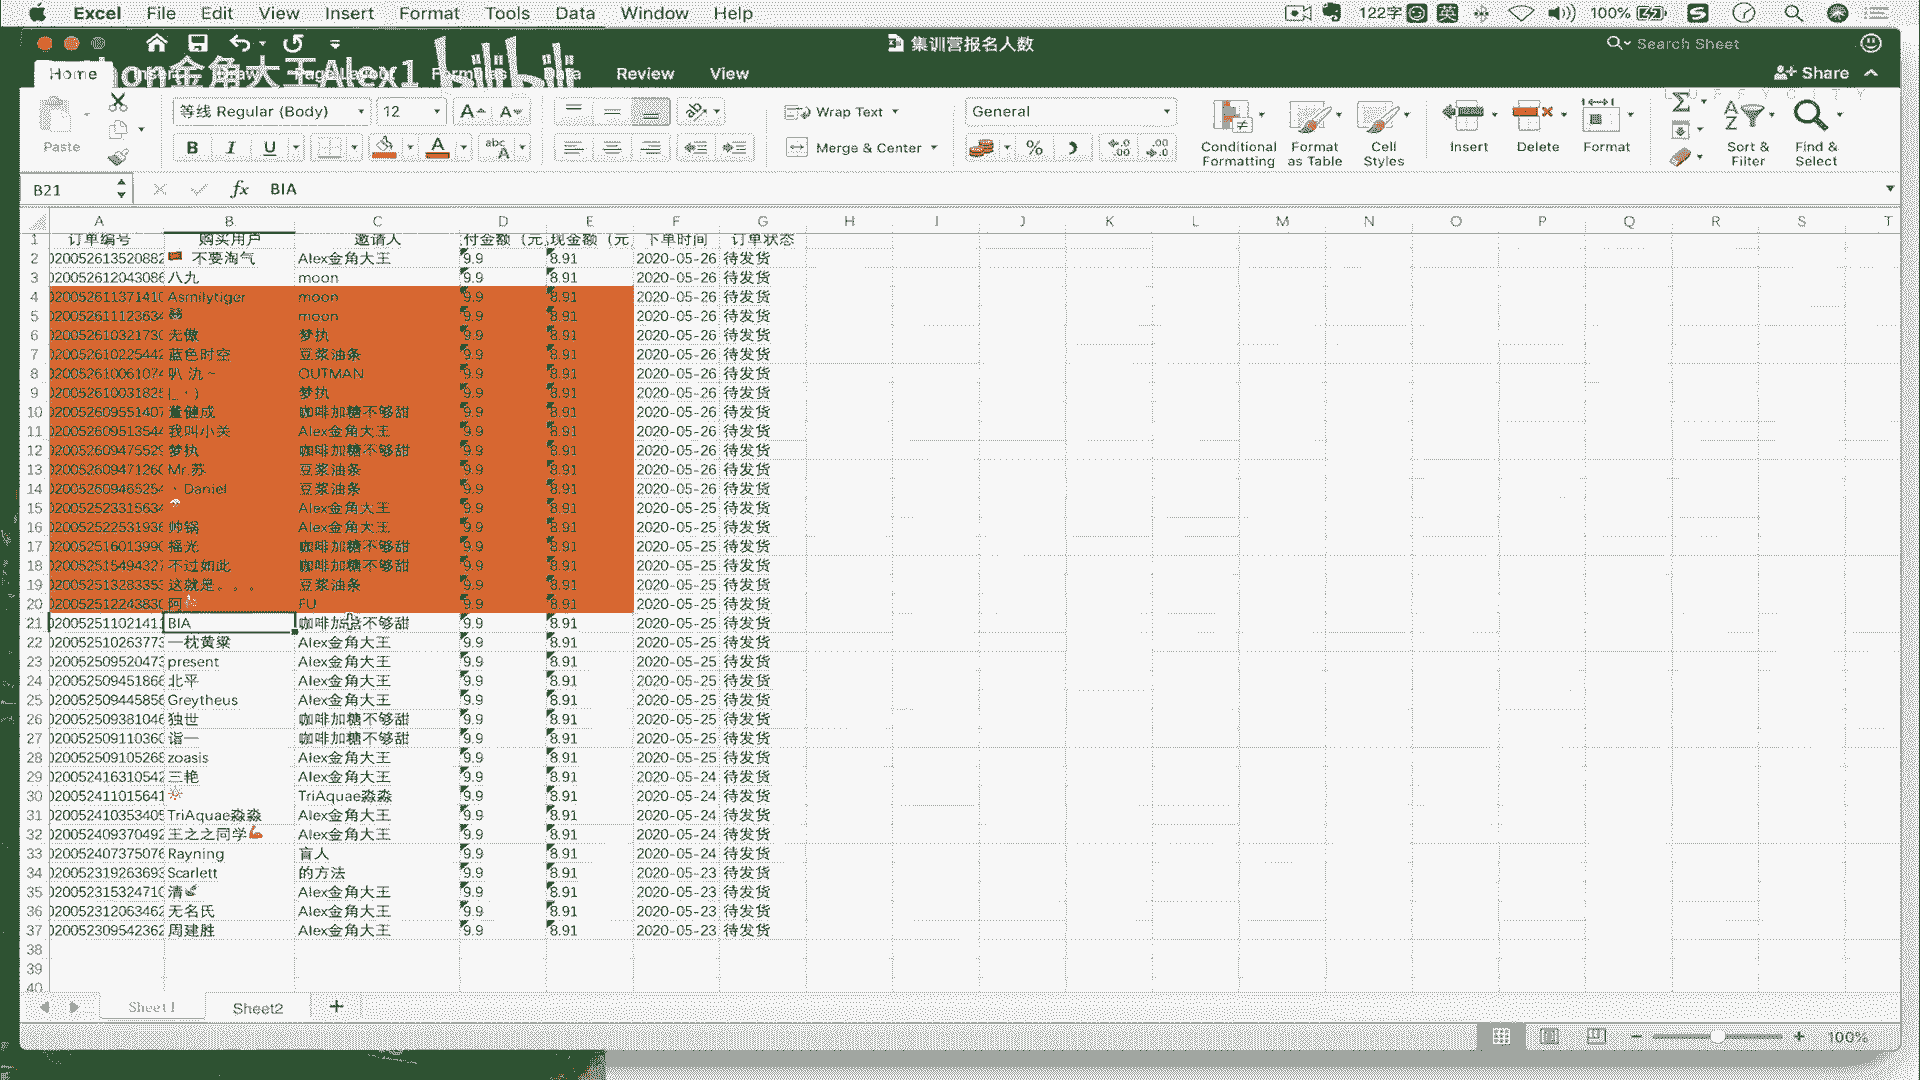 Excel File Edit View Insert Format Tools Data Window Help 122字 英 100%
集训营报名人数 Search Sheet
hon金角大王Alex1 bilibili
Home Review View Share
Paste 等线 Regular (Body) 12 Wrap Text General Conditional Formatting Format as Table Cell Styles Insert Delete Format Sort & Filter Find & Select
B I U Merge & Center %
B21 fx BIA
A B C D E F G H I J K L M N O P Q R S T
1 订单编号 购买用户 邀请人 付金额（元 现金额（元 下单时间 订单状态
2 020052613520882 不要淘气 Alex金角大王 9.9 8.91 2020-05-26 待发货
3 020052612043086 八九 moon 9.9 8.91 2020-05-26 待发货
4 020052611371410 Asmilytiger moon 9.9 8.91 2020-05-26 待发货
5 020052611123634 moon 9.9 8.91 2020-05-26 待发货
6 020052610321730 无傲 梦执 9.9 8.91 2020-05-26 待发货
7 020052610225442 蓝色时空 豆浆油条 9.9 8.91 2020-05-26 待发货
8 020052610061074 OUTMAN 9.9 8.91 2020-05-26 待发货
9 020052610031825 梦执 9.9 8.91 2020-05-26 待发货
10 020052609551407 董健成 咖啡加糖不够甜 9.9 8.91 2020-05-26 待发货
11 020052609513544 我叫小关 Alex金角大王 9.9 8.91 2020-05-26 待发货
12 020052609475529 梦执 咖啡加糖不够甜 9.9 8.91 2020-05-26 待发货
13 020052609471260 Mr.苏 豆浆油条 9.9 8.91 2020-05-26 待发货
14 020052609465254 、Daniel 豆浆油条 9.9 8.91 2020-05-26 待发货
15 020052523315634 Alex金角大王 9.9 8.91 2020-05-25 待发货
16 020052522531936 帅锅 Alex金角大王 9.9 8.91 2020-05-25 待发货
17 020052516013990 摇光 咖啡加糖不够甜 9.9 8.91 2020-05-25 待发货
18 020052515494327 不过如此 咖啡加糖不够甜 9.9 8.91 2020-05-25 待发货
19 020052513283353 这就是。。。 豆浆油条 9.9 8.91 2020-05-25 待发货
20 020052512243830 阿 FU 9.9 8.91 2020-05-25 待发货
21 020052511021411 BIA 咖啡加糖不够甜 9.9 8.91 2020-05-25 待发货
22 020052510263773 一枕黄粱 Alex金角大王 9.9 8.91 2020-05-25 待发货
23 020052509520473 present Alex金角大王 9.9 8.91 2020-05-25 待发货
24 020052509451866 北平 Alex金角大王 9.9 8.91 2020-05-25 待发货
25 020052509445856 Greytheus Alex金角大王 9.9 8.91 2020-05-25 待发货
26 020052509381046 独世 咖啡加糖不够甜 9.9 8.91 2020-05-25 待发货
27 020052509110360 诣一 咖啡加糖不够甜 9.9 8.91 2020-05-25 待发货
28 020052509105268 zoasis Alex金角大王 9.9 8.91 2020-05-25 待发货
29 020052416310542 三艳 Alex金角大王 9.9 8.91 2020-05-24 待发货
30 020052411015641 TriAquae淼淼 9.9 8.91 2020-05-24 待发货
31 020052410353405 TriAquae淼淼 Alex金角大王 9.9 8.91 2020-05-24 待发货
32 020052409370492 王之之同学 Alex金角大王 9.9 8.91 2020-05-24 待发货
33 020052407375076 Rayning 盲人 9.9 8.91 2020-05-24 待发货
34 020052319263693 Scarlett 的方法 9.9 8.91 2020-05-23 待发货
35 020052315324710 清 Alex金角大王 9.9 8.91 2020-05-23 待发货
36 020052312063462 无名氏 Alex金角大王 9.9 8.91 2020-05-23 待发货
37 020052309542362 周建胜 Alex金角大王 9.9 8.91 2020-05-23 待发货
38
39
40
Sheet1 Sheet2 +
100%